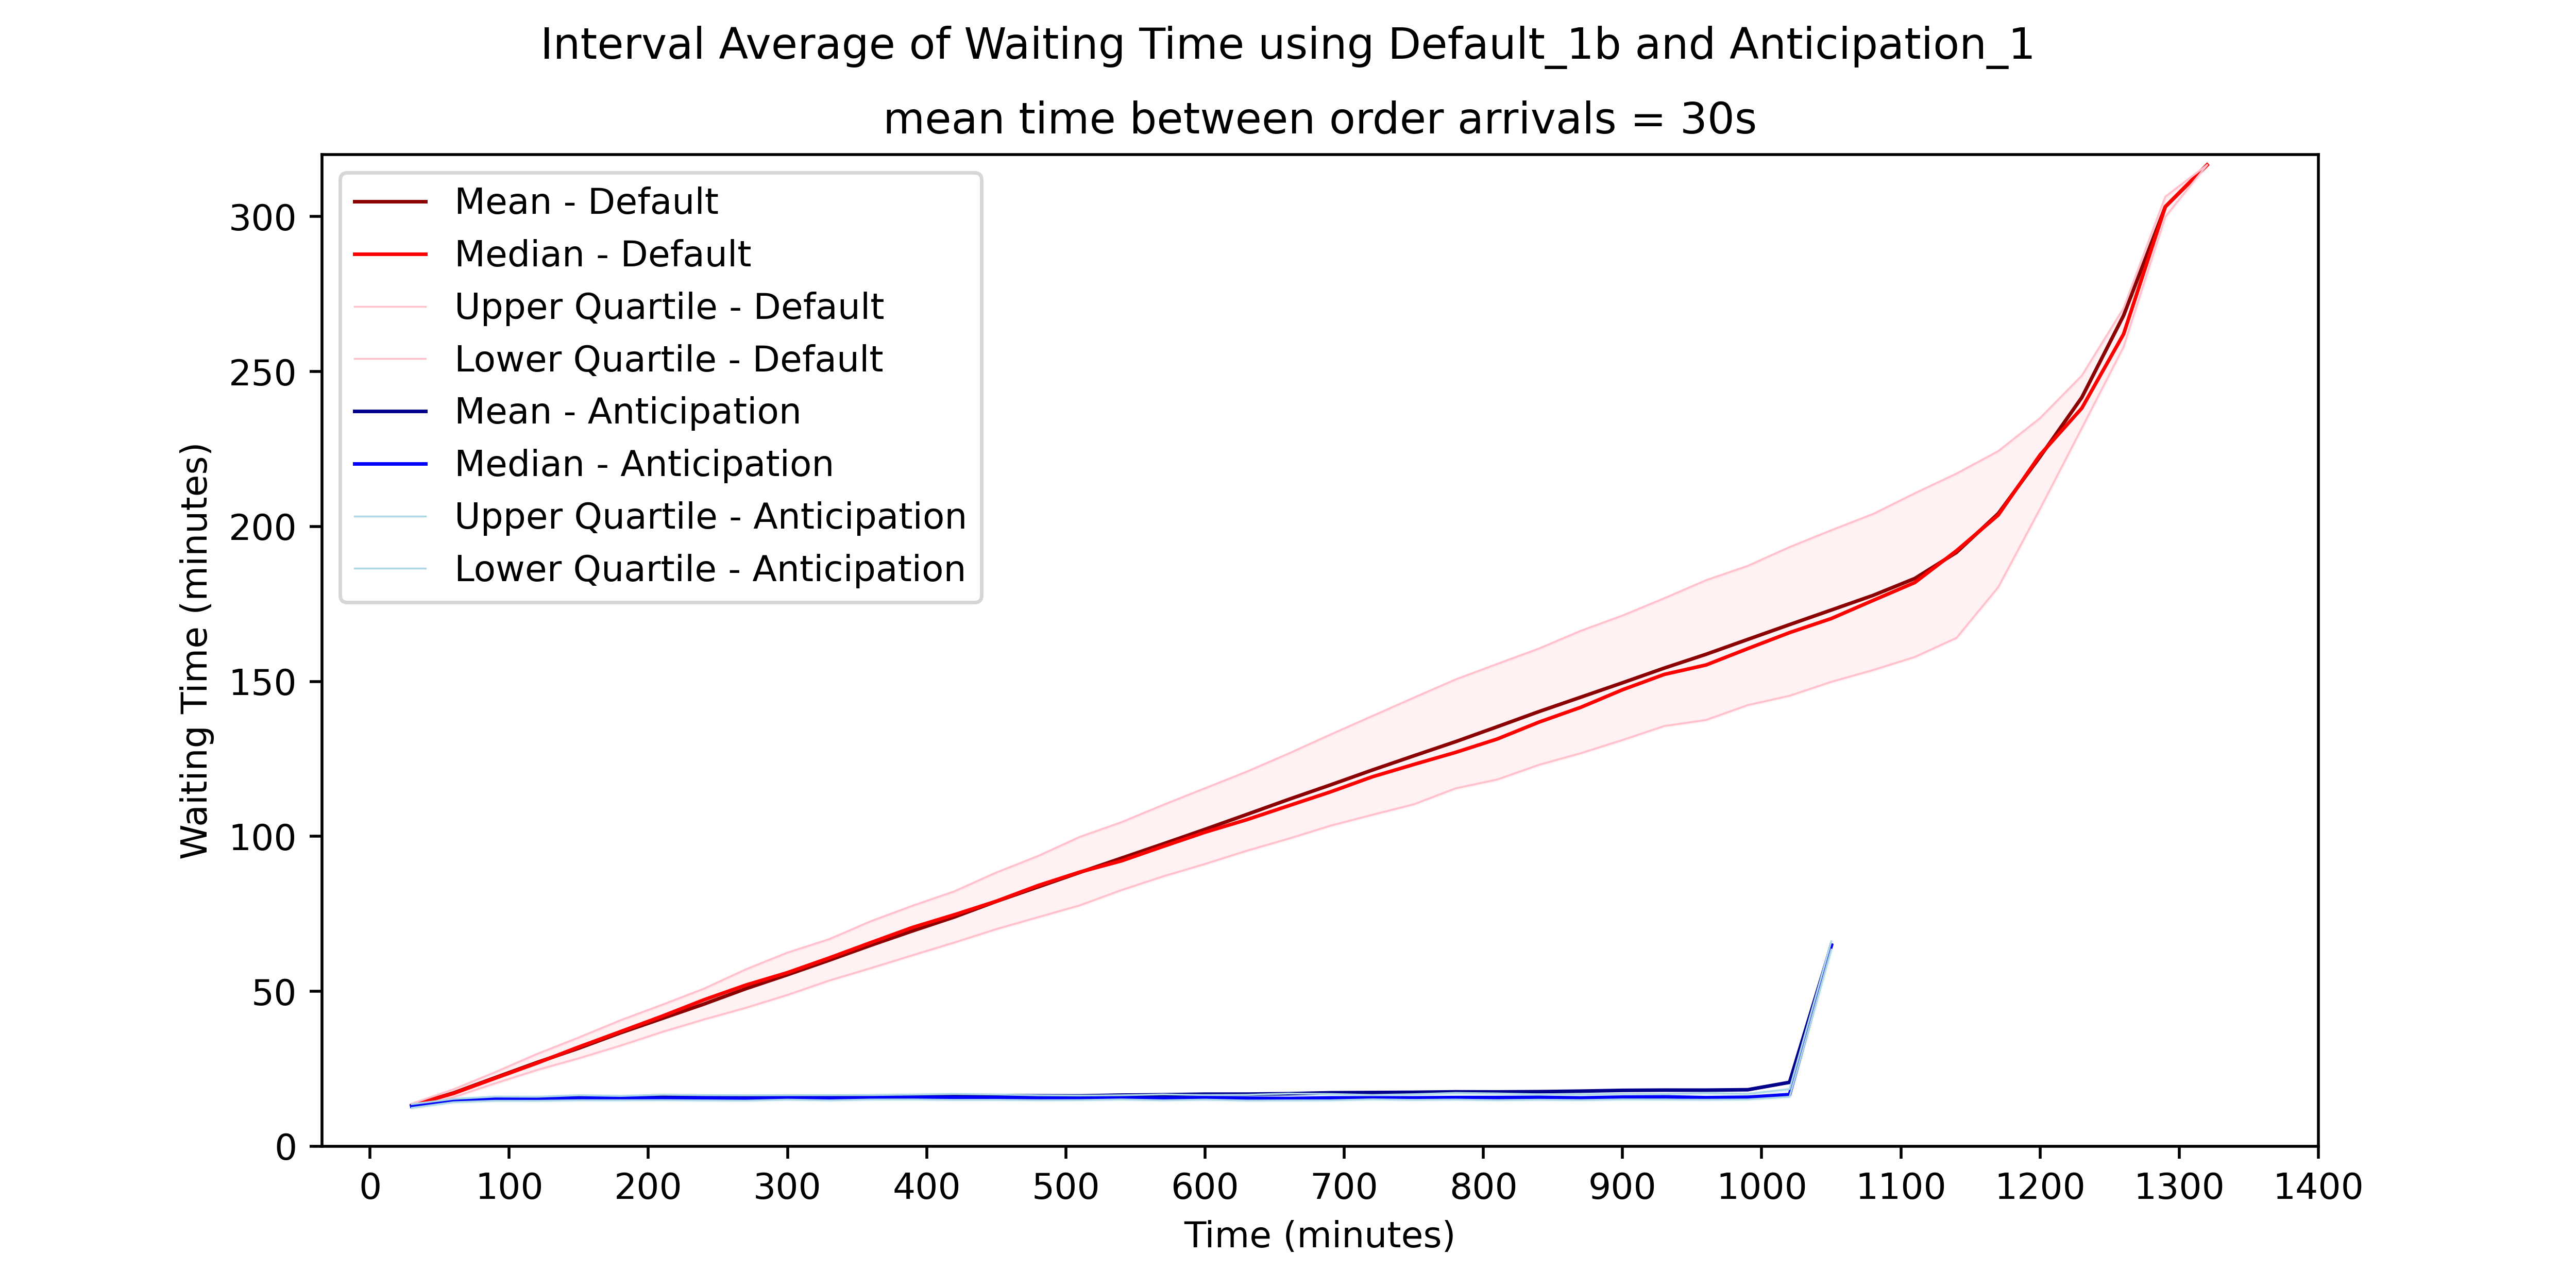 Interval Average of Waiting Time using Default_1b and Anticipation_1
mean time between order arrivals = 30s
Mean - Default
Median - Default
Upper Quartile - Default
Lower Quartile - Default
Mean - Anticipation
Median - Anticipation
Upper Quartile - Anticipation
Lower Quartile - Anticipation
Waiting Time (minutes)
300
250
200
150
100
50
0
0 100 200 300 400 500 600 700 800 900 1000 1100 1200 1300 1400
Time (minutes)